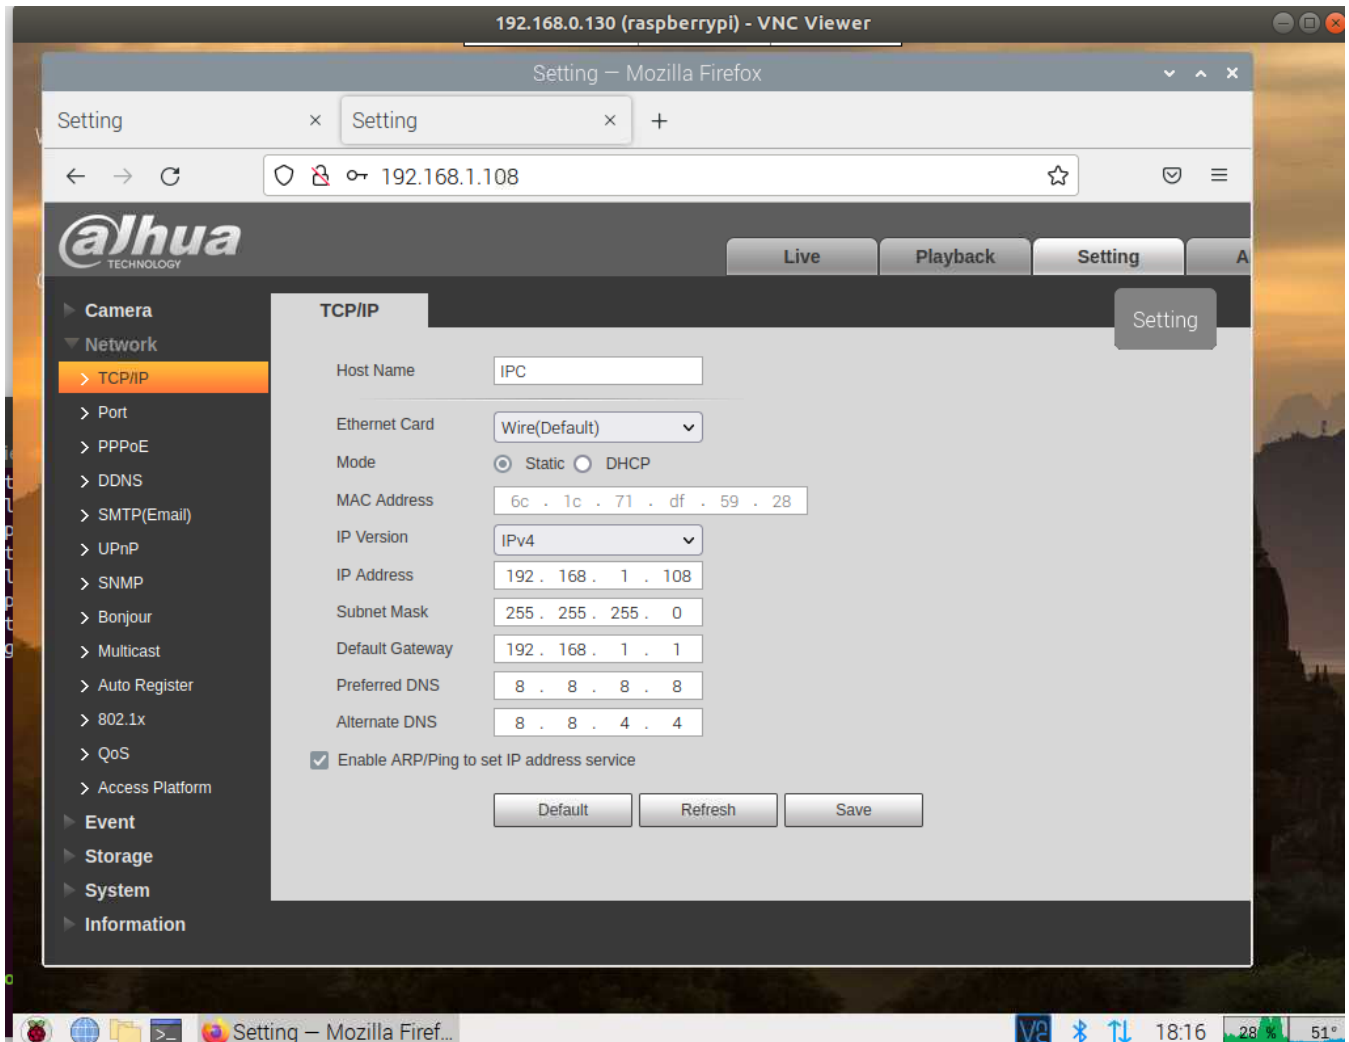 192.168.0.130 (raspberrypi) - VNC Viewer
Setting — Mozilla Firefox
Setting
Setting
192.168.1.108
alhua
TECHNOLOGY
Live
Playback
Setting
A
Camera
TCP/IP
Setting
Network
TCP/IP
Host Name
IPC
Port
Ethernet Card
Wire(Default)
PPPoE
Mode
Static
DHCP
DDNS
MAC Address
6c . 1c . 71 . df . 59 . 28
SMTP(Email)
IP Version
IPv4
UPnP
IP Address
192 . 168 . 1 . 108
SNMP
Subnet Mask
255 . 255 . 255 . 0
Bonjour
Default Gateway
192 . 168 . 1 . 1
Multicast
Preferred DNS
8 . 8 . 8 . 8
Auto Register
Alternate DNS
8 . 8 . 4 . 4
802.1x
Enable ARP/Ping to set IP address service
QoS
Access Platform
Default
Refresh
Save
Event
Storage
System
Information
Setting — Mozilla Firef...
V2
18:16
28 %
51°